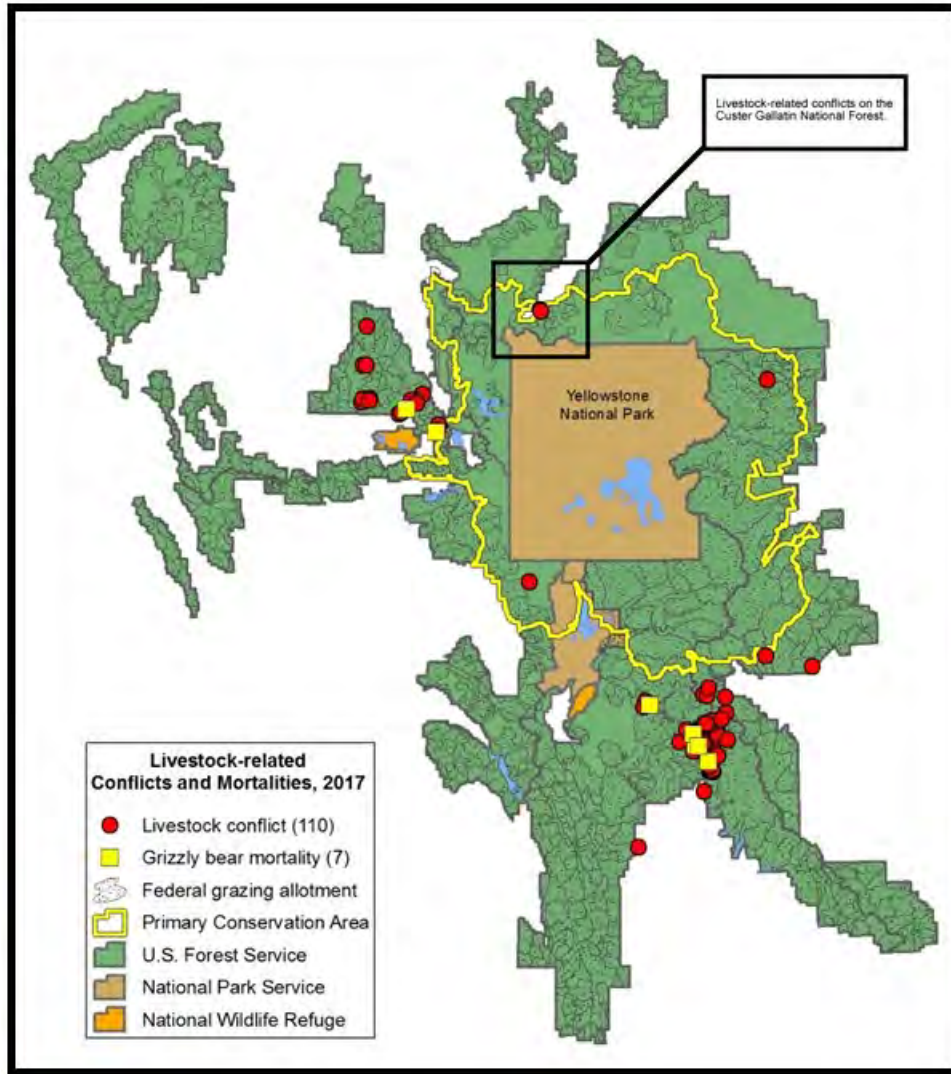 Livestock-related conflicts on the
Custer Gallatin National Forest.
Yellowstone
National Park
Livestock-related
Conflicts and Mortalities, 2017
Livestock conflict (110)
Grizzly bear mortality (7)
Federal grazing allotment
Primary Conservation Area
U.S. Forest Service
National Park Service
National Wildlife Refuge